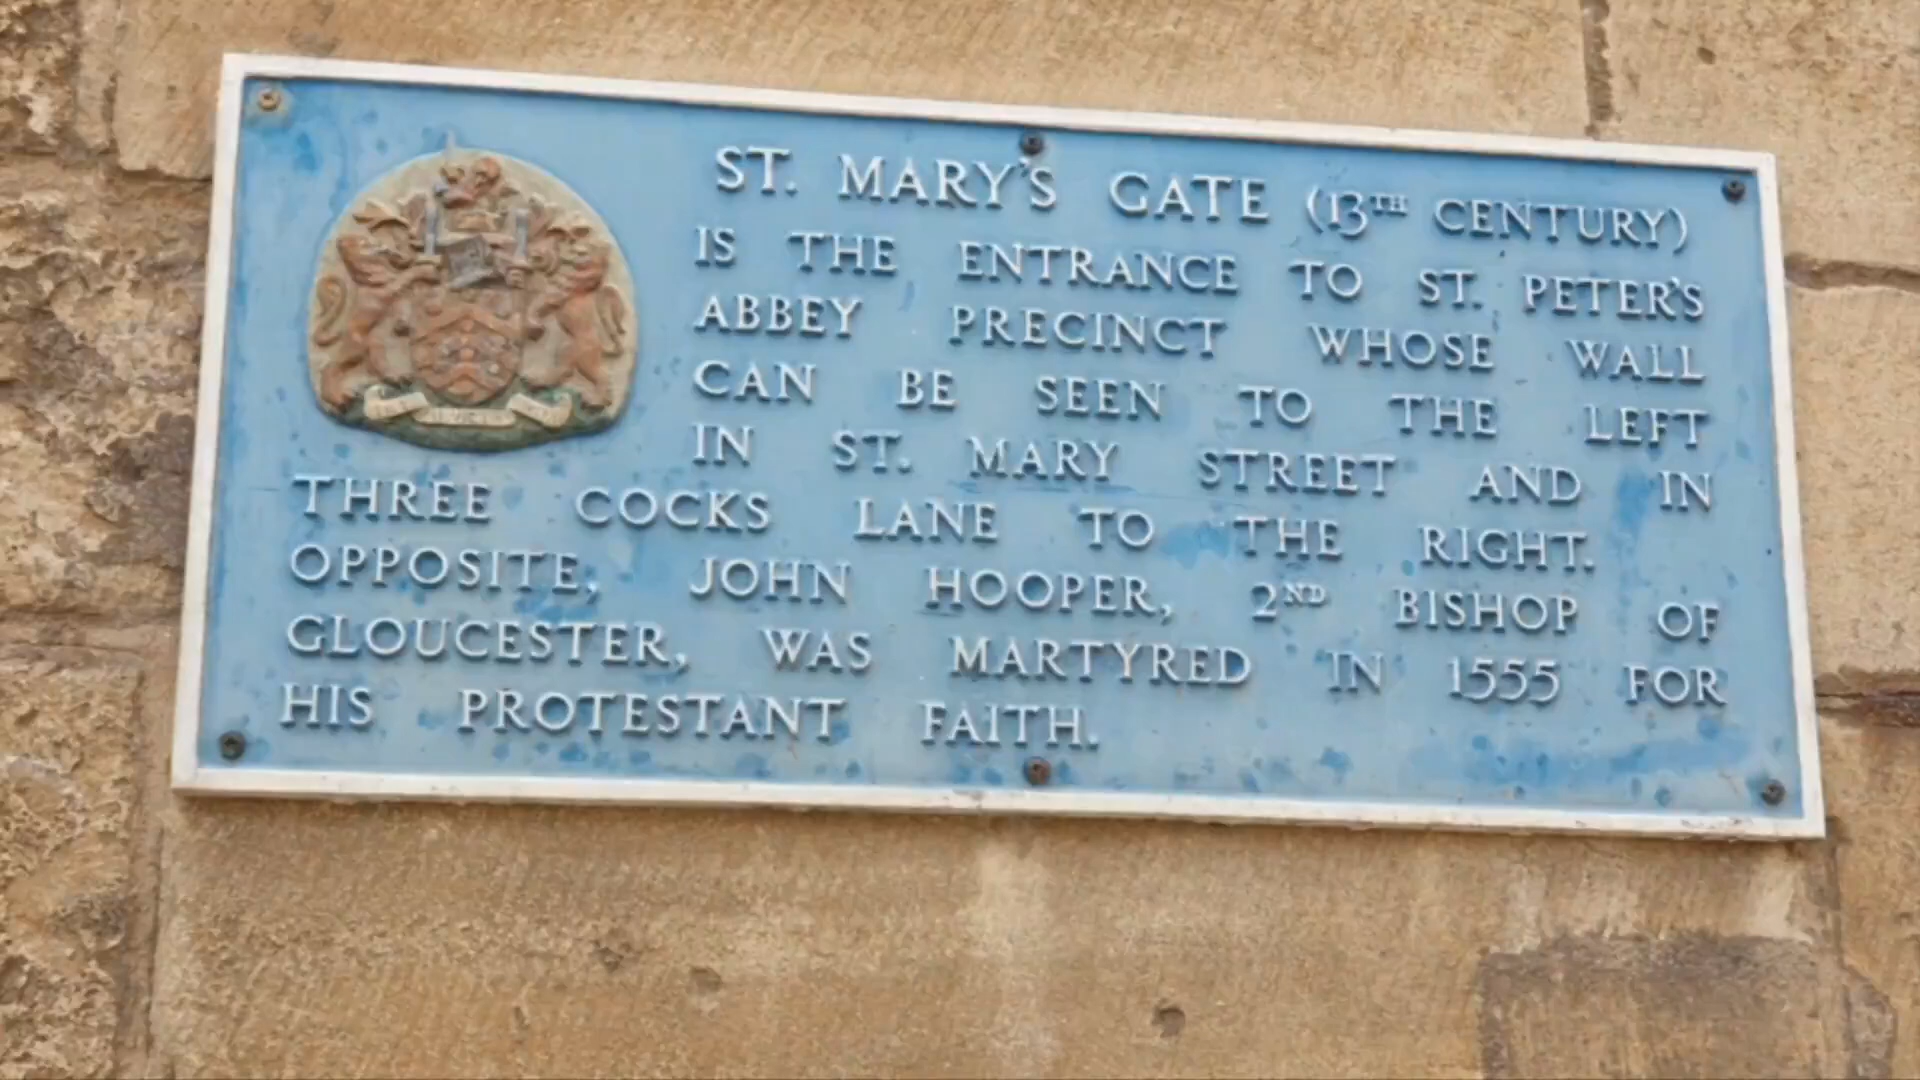 ST. MARY'S GATE (13TH CENTURY)
IS THE ENTRANCE TO ST. PETER'S
ABBEY PRECINCT WHOSE WALL
CAN BE SEEN TO THE LEFT
IN ST. MARY STREET AND IN
THREE COCKS LANE TO THE RIGHT.
OPPOSITE, JOHN HOOPER, 2ND BISHOP OF
GLOUCESTER, WAS MARTYRED IN 1555 FOR
HIS PROTESTANT FAITH.